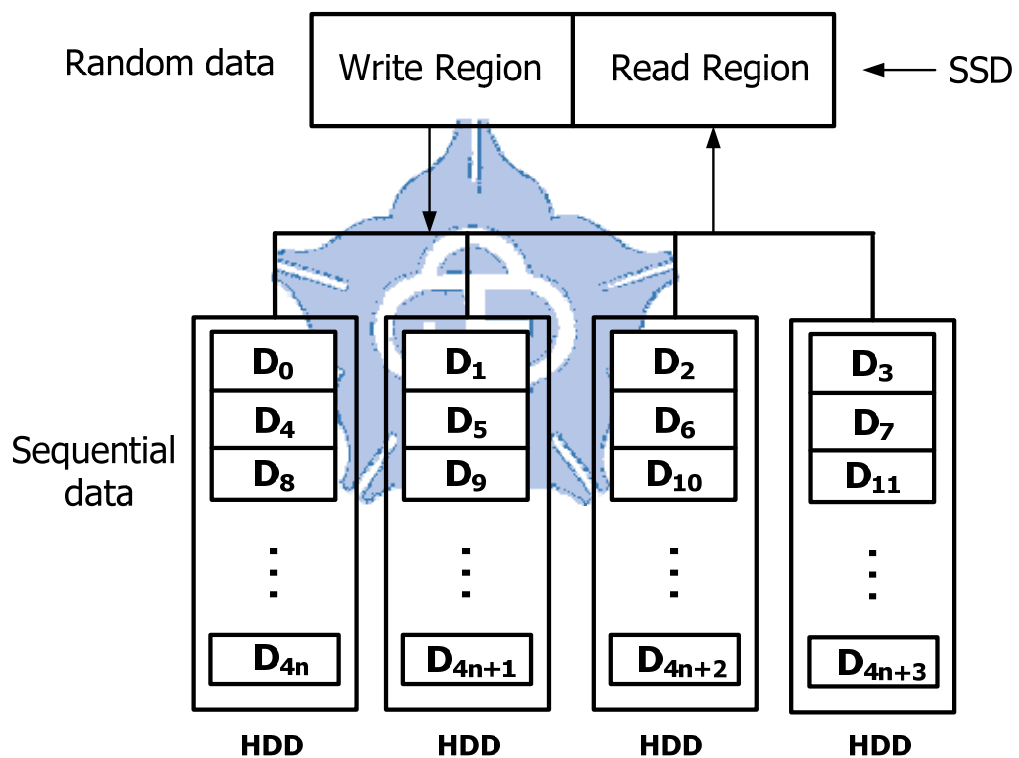 Random data
Write Region
Read Region
SSD
D0
D1
D2
D3
D4
D5
D6
D7
Sequential
data
D8
D9
D10
D11
D4n
D4n+1
D4n+2
D4n+3
HDD
HDD
HDD
HDD